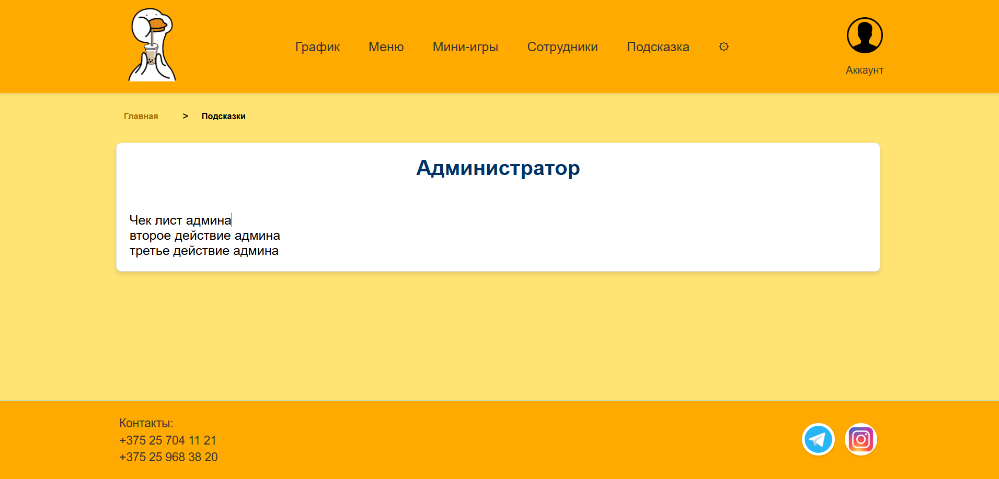 График Меню Мини-игры Сотрудники Подсказка
Аккаунт
Главная > Подсказки
Администратор
Чек лист админа
второе действие админа
третье действие админа
Контакты:
+375 25 704 11 21
+375 25 968 38 20